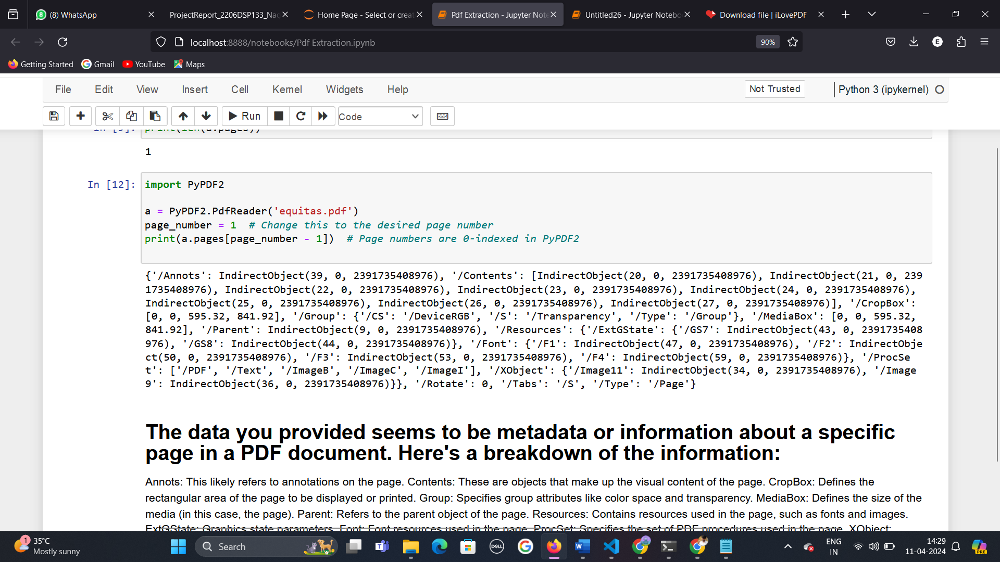 (8) WhatsApp
ProjectReport_2206DSP133_Nag
Home Page - Select or creat
Pdf Extraction - Jupyter Note
Untitled26 - Jupyter Notebo
Download file | iLovePDF
localhost:8888/notebooks/Pdf Extraction.ipynb
90%
E
Getting Started
Gmail
YouTube
Maps
File
Edit
View
Insert
Cell
Kernel
Widgets
Help
Not Trusted
Python 3 (ipykernel)
Run
Code
In [9]:
print(len(a.pages))
1
In [12]:
import PyPDF2
a = PyPDF2.PdfReader('equitas.pdf')
page_number = 1  # Change this to the desired page number
print(a.pages[page_number - 1])  # Page numbers are 0-indexed in PyPDF2
{'/Annots': IndirectObject(39, 0, 2391735408976), '/Contents': [IndirectObject(20, 0, 2391735408976), IndirectObject(21, 0, 239
1735408976), IndirectObject(22, 0, 2391735408976), IndirectObject(23, 0, 2391735408976), IndirectObject(24, 0, 2391735408976),
IndirectObject(25, 0, 2391735408976), IndirectObject(26, 0, 2391735408976), IndirectObject(27, 0, 2391735408976)], '/CropBox':
[0, 0, 595.32, 841.92], '/Group': {'/CS': '/DeviceRGB', '/S': '/Transparency', '/Type': '/Group'}, '/MediaBox': [0, 0, 595.32,
841.92], '/Parent': IndirectObject(9, 0, 2391735408976), '/Resources': {'/ExtGState': {'/GS7': IndirectObject(43, 0, 2391735408
976), '/GS8': IndirectObject(44, 0, 2391735408976)}, '/Font': {'/F1': IndirectObject(47, 0, 2391735408976), '/F2': IndirectObje
ct(50, 0, 2391735408976), '/F3': IndirectObject(53, 0, 2391735408976), '/F4': IndirectObject(59, 0, 2391735408976)}, '/ProcSe
t': ['/PDF', '/Text', '/ImageB', '/ImageC', '/ImageI'], '/XObject': {'/Image11': IndirectObject(34, 0, 2391735408976), '/Image
9': IndirectObject(36, 0, 2391735408976)}}, '/Rotate': 0, '/Tabs': '/S', '/Type': '/Page'}
The data you provided seems to be metadata or information about a specific
page in a PDF document. Here's a breakdown of the information:
Annots: This likely refers to annotations on the page. Contents: These are objects that make up the visual content of the page. CropBox: Defines the
rectangular area of the page to be displayed or printed. Group: Specifies group attributes like color space and transparency. MediaBox: Defines the size of the
media (in this case, the page). Parent: Refers to the parent object of the page. Resources: Contains resources used in the page, such as fonts and images.
ExtGState: Graphics state parameters. Font: Font resources used in the page. ProcSet: Specifies the set of PDF procedures used in the page. XObject:
1
35°C
Mostly sunny
Search
DELL
PRE
ENG
IN
14:29
11-04-2024